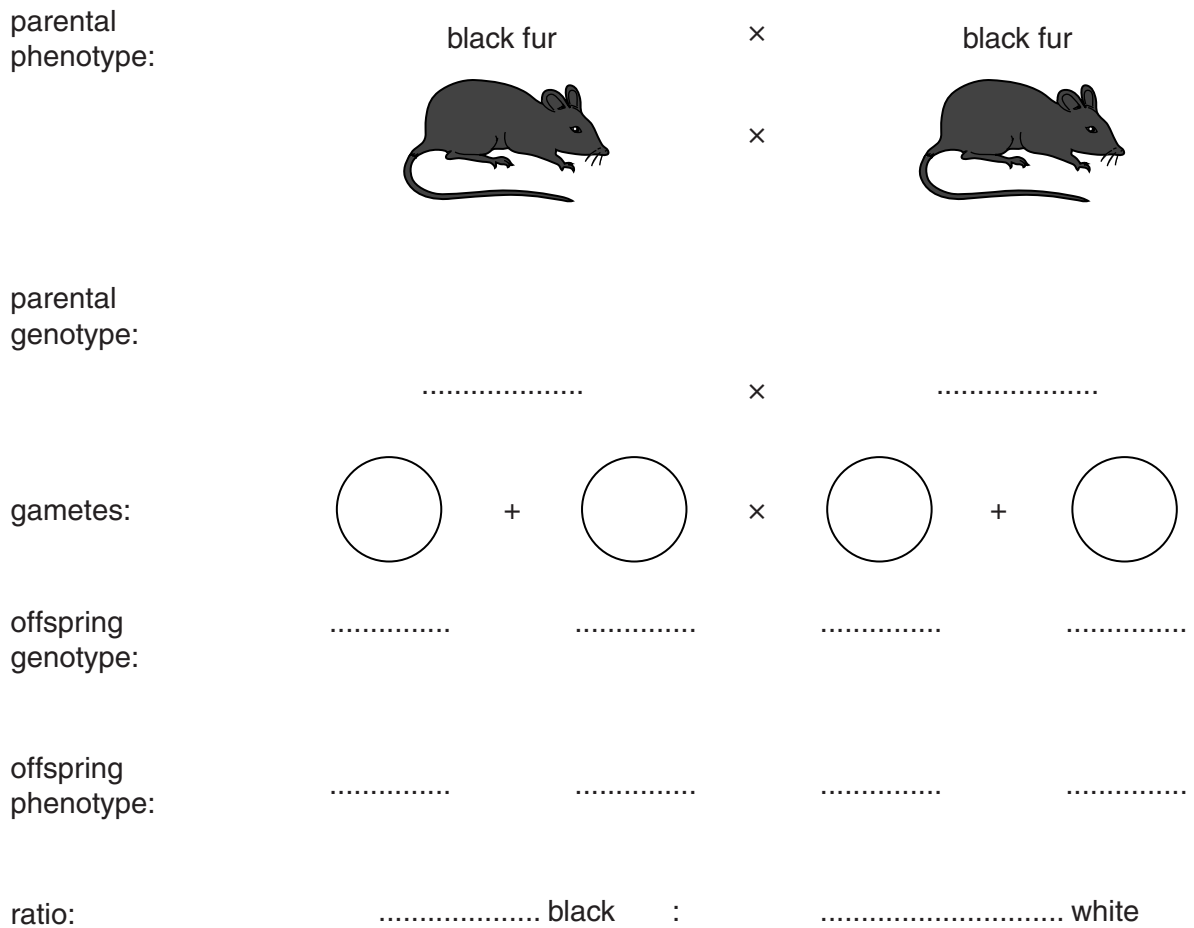 parental
phenotype:
black fur × black fur
×
parental
genotype:
.................... × ....................
gametes: + × +
offspring
genotype:
............... ............... ............... ...............
offspring
phenotype:
............... ............... ............... ...............
ratio: .................... black : .............................. white